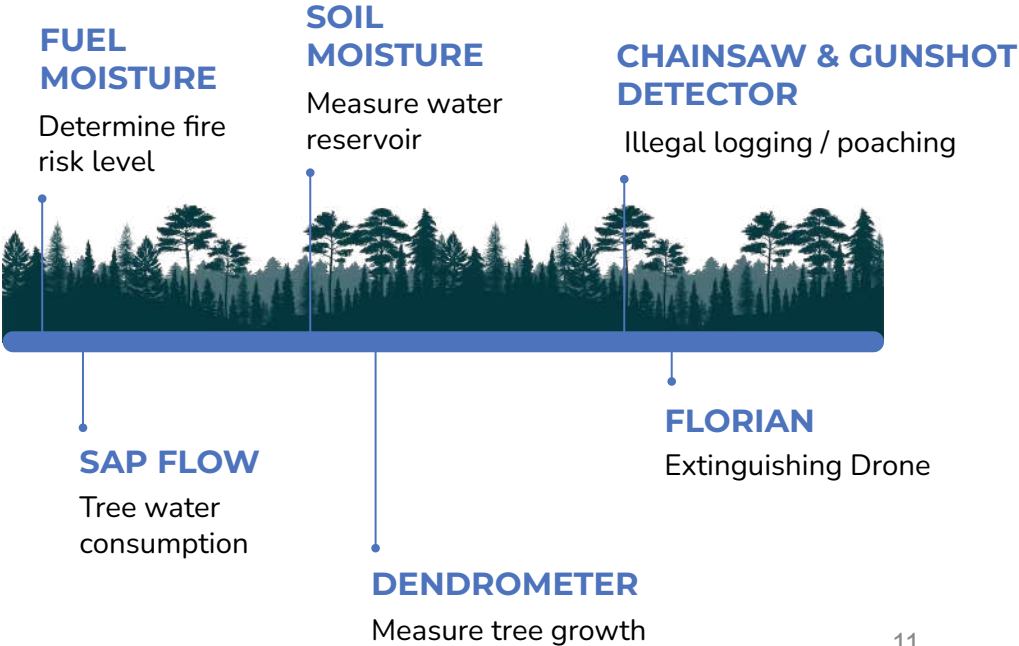 FUEL
MOISTURE
Determine fire
risk level
SOIL
MOISTURE
Measure water
reservoir
CHAINSAW & GUNSHOT
DETECTOR
Illegal logging / poaching
SAP FLOW
Tree water
consumption
DENDROMETER
Measure tree growth
FLORIAN
Extinguishing Drone
11